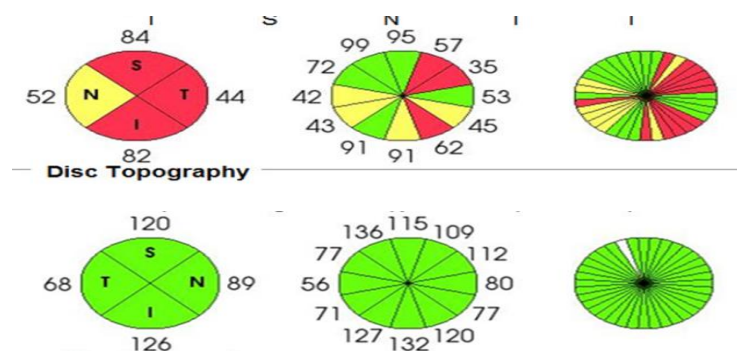 S N
84 95
99 57
S 72 35
52 N T 44 42 53
I 43 45
91 62
82 91
Disc Topography
120 115
136 109
S 77 112
68 T N 89 56 80
I 71 77
127 120
126 132